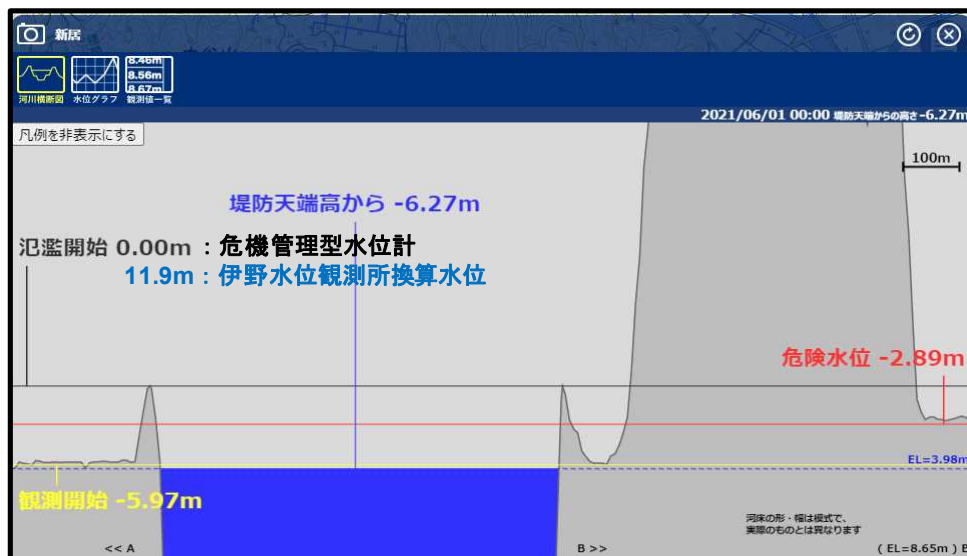 新居
8.46m
8.56m
8.67m
河川横断図 水位グラフ 観測値一覧
2021/06/01 00:00 堤防天端からの高さ-6.27m
凡例を非表示にする
100m
堤防天端高から -6.27m
氾濫開始 0.00m ：危機管理型水位計
11.9m：伊野水位観測所換算水位
危険水位 -2.89m
EL=3.98m
観測開始 -5.97m
河床の形・幅は模式で、
実際のものとは異なります
<< A
B >>
( EL=8.65m ) B